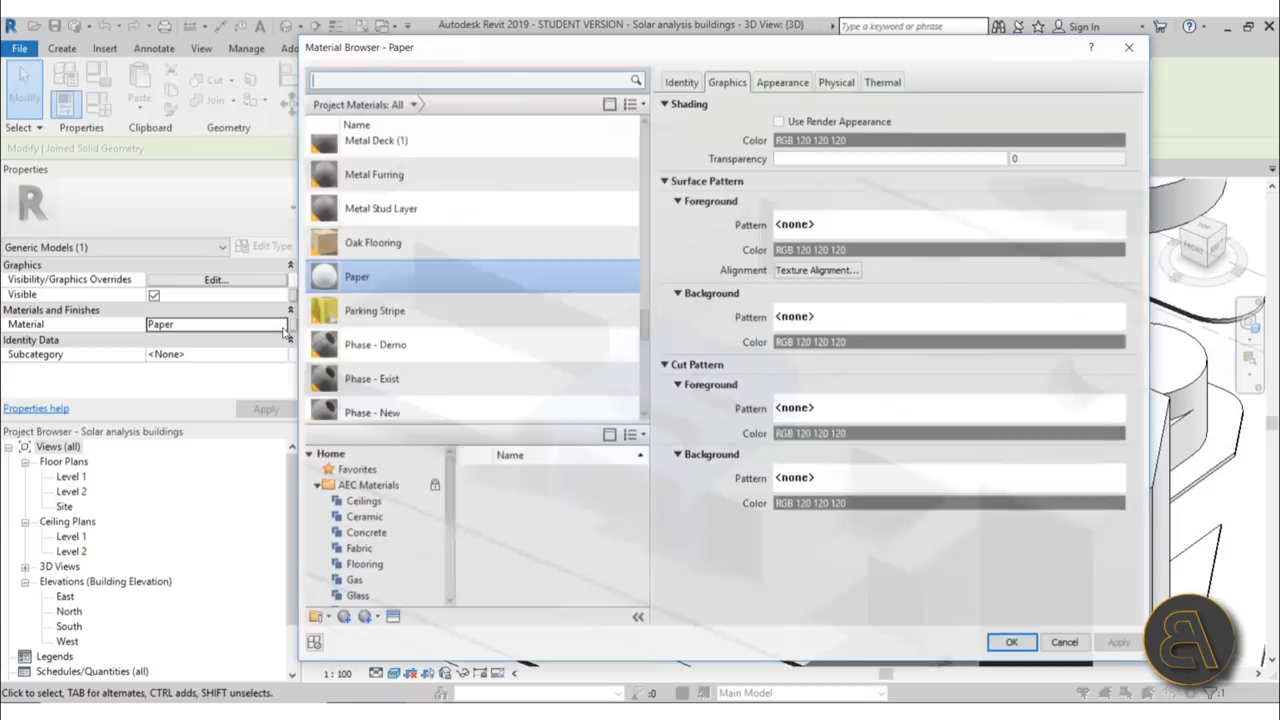 Autodesk Revit 2019 - STUDENT VERSION - Solar analysis buildings - 3D View: {3D}
Type a keyword or phrase
Sign In
File Create Insert Annotate View Manage
Modify
Paste
Cut
Join
Select Properties Clipboard Geometry
Modify | Joined Solid Geometry
Properties
Generic Models (1)
Edit Type
Graphics
Visibility/Graphics Overrides Edit...
Visible
Materials and Finishes
Material Paper
Identity Data
Subcategory <None>
Properties help
Apply
Project Browser - Solar analysis buildings
Views (all)
Floor Plans
Level 1
Level 2
Site
Ceiling Plans
Level 1
Level 2
3D Views
Elevations (Building Elevation)
East
North
South
West
Legends
Schedules/Quantities (all)
Click to select, TAB for alternates, CTRL adds, SHIFT unselects.
Material Browser - Paper
Project Materials: All
Name
Metal Deck (1)
Metal Furring
Metal Stud Layer
Oak Flooring
Paper
Parking Stripe
Phase - Demo
Phase - Exist
Phase - New
Home
Favorites
AEC Materials
Ceilings
Ceramic
Concrete
Fabric
Flooring
Gas
Glass
Name
Identity Graphics Appearance Physical Thermal
Shading
Use Render Appearance
Color RGB 120 120 120
Transparency 0
Surface Pattern
Foreground
Pattern <none>
Color RGB 120 120 120
Alignment Texture Alignment...
Background
Pattern <none>
Color RGB 120 120 120
Cut Pattern
Foreground
Pattern <none>
Color RGB 120 120 120
Background
Pattern <none>
Color RGB 120 120 120
OK Cancel Apply
TOP
FRONT
1 : 100
:0
Main Model
:1